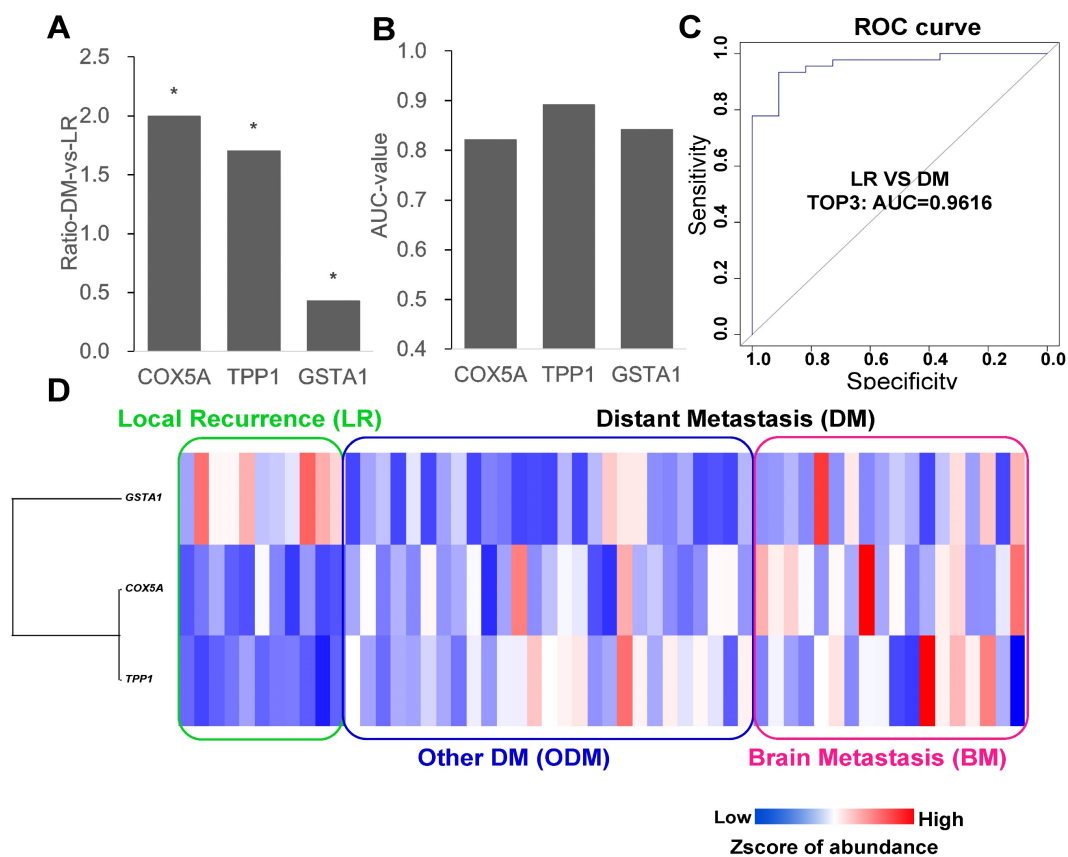 A
2.5
2.0
1.5
1.0
0.5
0.0
Ratio-DM-vs-LR
*
*
*
COX5A TPP1 GSTA1
B
1.0
0.9
0.8
0.7
0.6
0.5
0.4
AUC-value
COX5A TPP1 GSTA1
C
ROC curve
1.0
0.8
0.6
0.4
0.2
0.0
Sensitivity
LR VS DM
TOP3: AUC=0.9616
1.0 0.8 0.6 0.4 0.2 0.0
Specificity
D
Local Recurrence (LR)
Distant Metastasis (DM)
GSTA1
COX5A
TPP1
Other DM (ODM)
Brain Metastasis (BM)
Low
High
Zscore of abundance